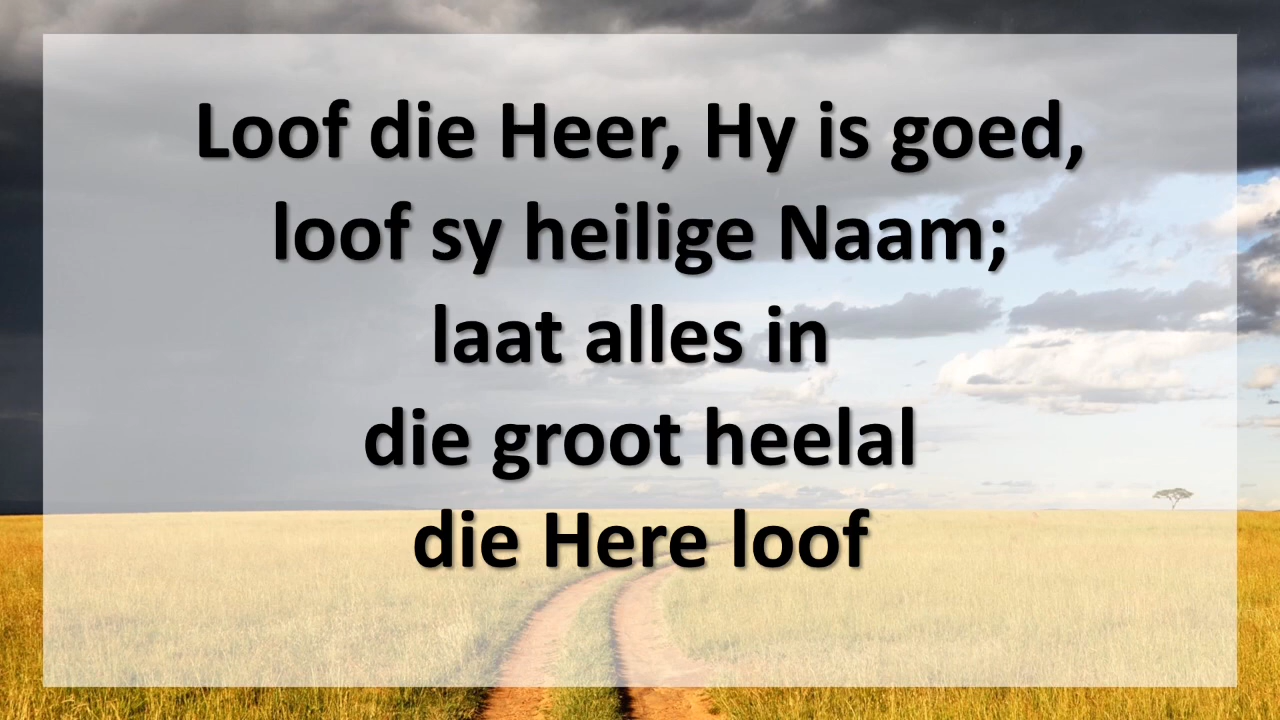 Loof die Heer, Hy is goed,
loof sy heilige Naam;
laat alles in
die groot heelal
die Here loof